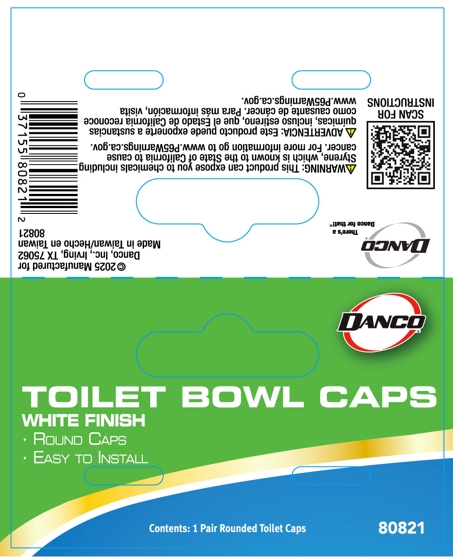 ©2025 Manufactured for
Danco, Inc., Irving, TX 75062
Made in Taiwan/Hecho en Taiwan
80821
0 37155 80821 2
⚠WARNING: This product can expose you to chemicals including
Styrene, which is known to the State of California to cause
cancer. For more information go to www.P65Warnings.ca.gov.
⚠ ADVERTENCIA: Este producto puede exponerte a sustancias
químicas, incluso estireno, que el Estado de California reconoce
como causante de cáncer. Para más información, visita
www.P65Warnings.ca.gov.
DANCO®
There's a
Danco for that!®
SCAN FOR
INSTRUCTIONS
DANCO®
TOILET BOWL CAPS
WHITE FINISH
· ROUND CAPS
· EASY TO INSTALL
Contents: 1 Pair Rounded Toilet Caps
80821